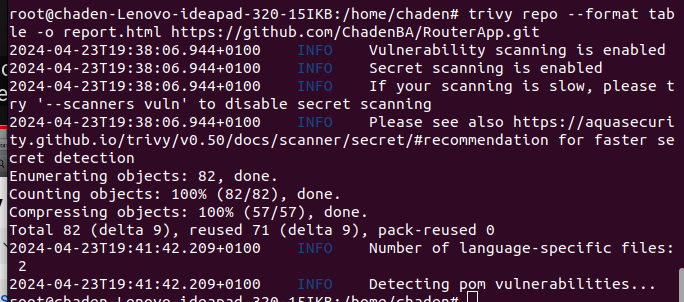 root@chaden-Lenovo-ideapad-320-15IKB:/home/chaden# trivy repo --format tab
le -o report.html https://github.com/ChadenBA/RouterApp.git
2024-04-23T19:38:06.944+0100 INFO Vulnerability scanning is enabled
2024-04-23T19:38:06.944+0100 INFO Secret scanning is enabled
2024-04-23T19:38:06.944+0100 INFO If your scanning is slow, please t
ry '--scanners vuln' to disable secret scanning
2024-04-23T19:38:06.944+0100 INFO Please see also https://aquasecuri
ty.github.io/trivy/v0.50/docs/scanner/secret/#recommendation for faster se
cret detection
Enumerating objects: 82, done.
Counting objects: 100% (82/82), done.
Compressing objects: 100% (57/57), done.
Total 82 (delta 9), reused 71 (delta 9), pack-reused 0
2024-04-23T19:41:42.209+0100 INFO Number of language-specific files:
2
2024-04-23T19:41:42.209+0100 INFO Detecting pom vulnerabilities...
root@chaden-Lenovo-ideapad-320-15IKB:/home/chaden#